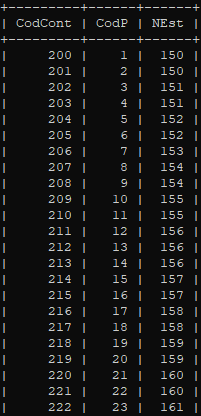 +---------+------+------+
| CodCont | CodP | NEst |
+---------+------+------+
| 200 | 1 | 150 |
| 201 | 2 | 150 |
| 202 | 3 | 151 |
| 203 | 4 | 151 |
| 204 | 5 | 152 |
| 205 | 6 | 152 |
| 206 | 7 | 153 |
| 207 | 8 | 154 |
| 208 | 9 | 154 |
| 209 | 10 | 155 |
| 210 | 11 | 155 |
| 211 | 12 | 156 |
| 212 | 13 | 156 |
| 213 | 14 | 156 |
| 214 | 15 | 157 |
| 215 | 16 | 157 |
| 216 | 17 | 158 |
| 217 | 18 | 158 |
| 218 | 19 | 159 |
| 219 | 20 | 159 |
| 220 | 21 | 160 |
| 221 | 22 | 160 |
| 222 | 23 | 161 |